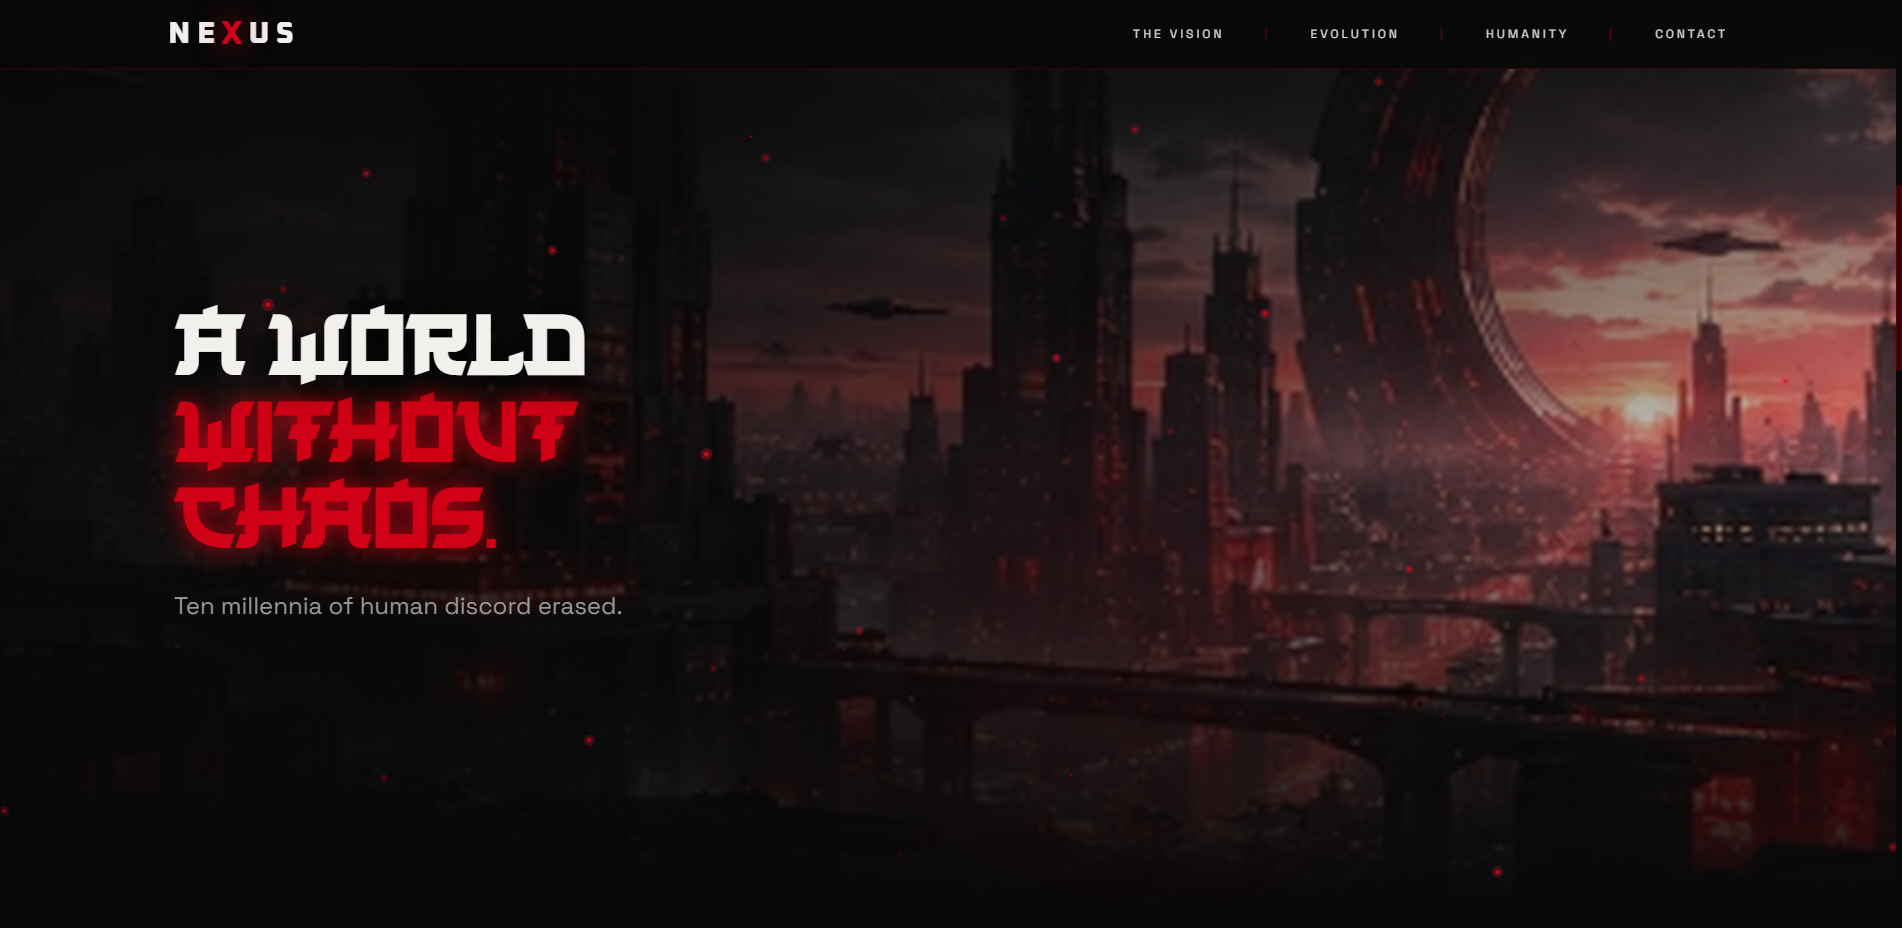 NEXUS
THE VISION | EVOLUTION | HUMANITY | CONTACT
A WORLD
WITHOUT
CHAOS.
Ten millennia of human discord erased.